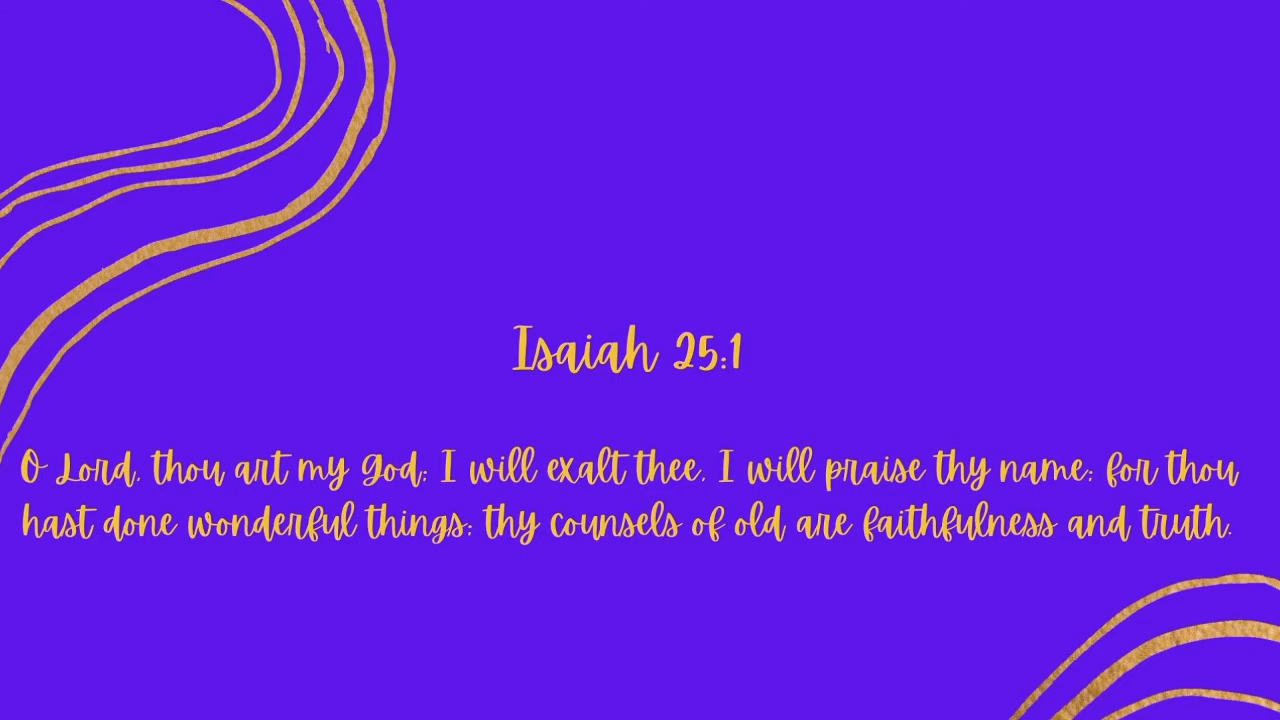 Isaiah 25:1
O Lord, thou art my God; I will exalt thee, I will praise thy name; for thou
hast done wonderful things; thy counsels of old are faithfulness and truth.